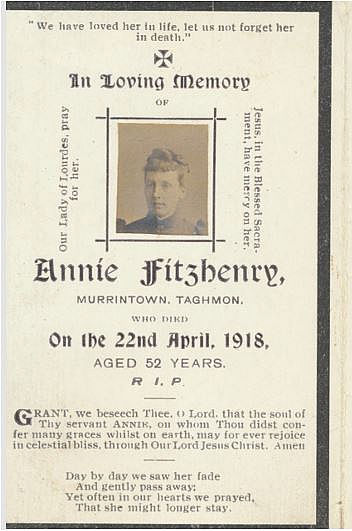 "We have loved her in life, let us not forget her
in death."
In Loving Memory
OF
Our Lady of Lourdes, pray
for her.
Jesus, in the Blessed Sacra-
ment, have mercy on her.
Annie Fitzhenry,
MURRINTOWN, TAGHMON,
WHO DIED
On the 22nd April, 1918,
AGED 52 YEARS.
R I P.
GRANT, we beseech Thee, O Lord, that the soul of
Thy servant ANNIE, on whom Thou didst con-
fer many graces whilst on earth, may for ever rejoice
in celestial bliss, through Our Lord Jesus Christ. Amen
Day by day we saw her fade
And gently pass away;
Yet often in our hearts we prayed,
That she might longer stay.